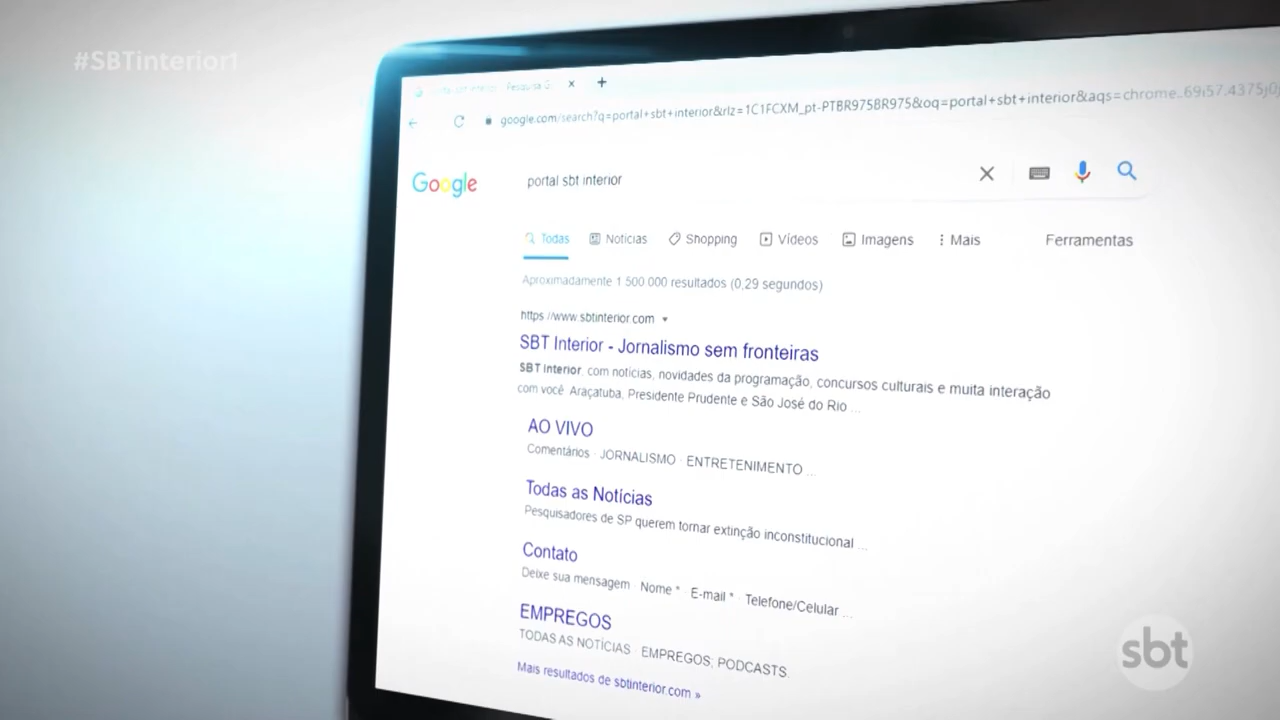 #SBTinterior1
Pesquisa G
google.com/search?q=portal+sbt+interior&rlz=1C1FCXM_pt-PTBR975BR975&oq=portal+sbt+interior&aqs=chrome..69i57.4375j0j
Google
portal sbt interior
Todas Notícias Shopping Vídeos Imagens Mais Ferramentas
Aproximadamente 1 500 000 resultados (0,29 segundos)
https //www.sbtinterior.com
SBT Interior - Jornalismo sem fronteiras
SBT Interior, com notícias, novidades da programação, concursos culturais e muita interação
com você Araçatuba, Presidente Prudente e São José do Rio ...
AO VIVO
Comentários · JORNALISMO · ENTRETENIMENTO ...
Todas as Notícias
Pesquisadores de SP querem tornar extinção inconstitucional ...
Contato
Deixe sua mensagem · Nome * · E-mail * · Telefone/Celular ...
EMPREGOS
TODAS AS NOTÍCIAS · EMPREGOS; PODCASTS
Mais resultados de sbtinterior.com »
sbt